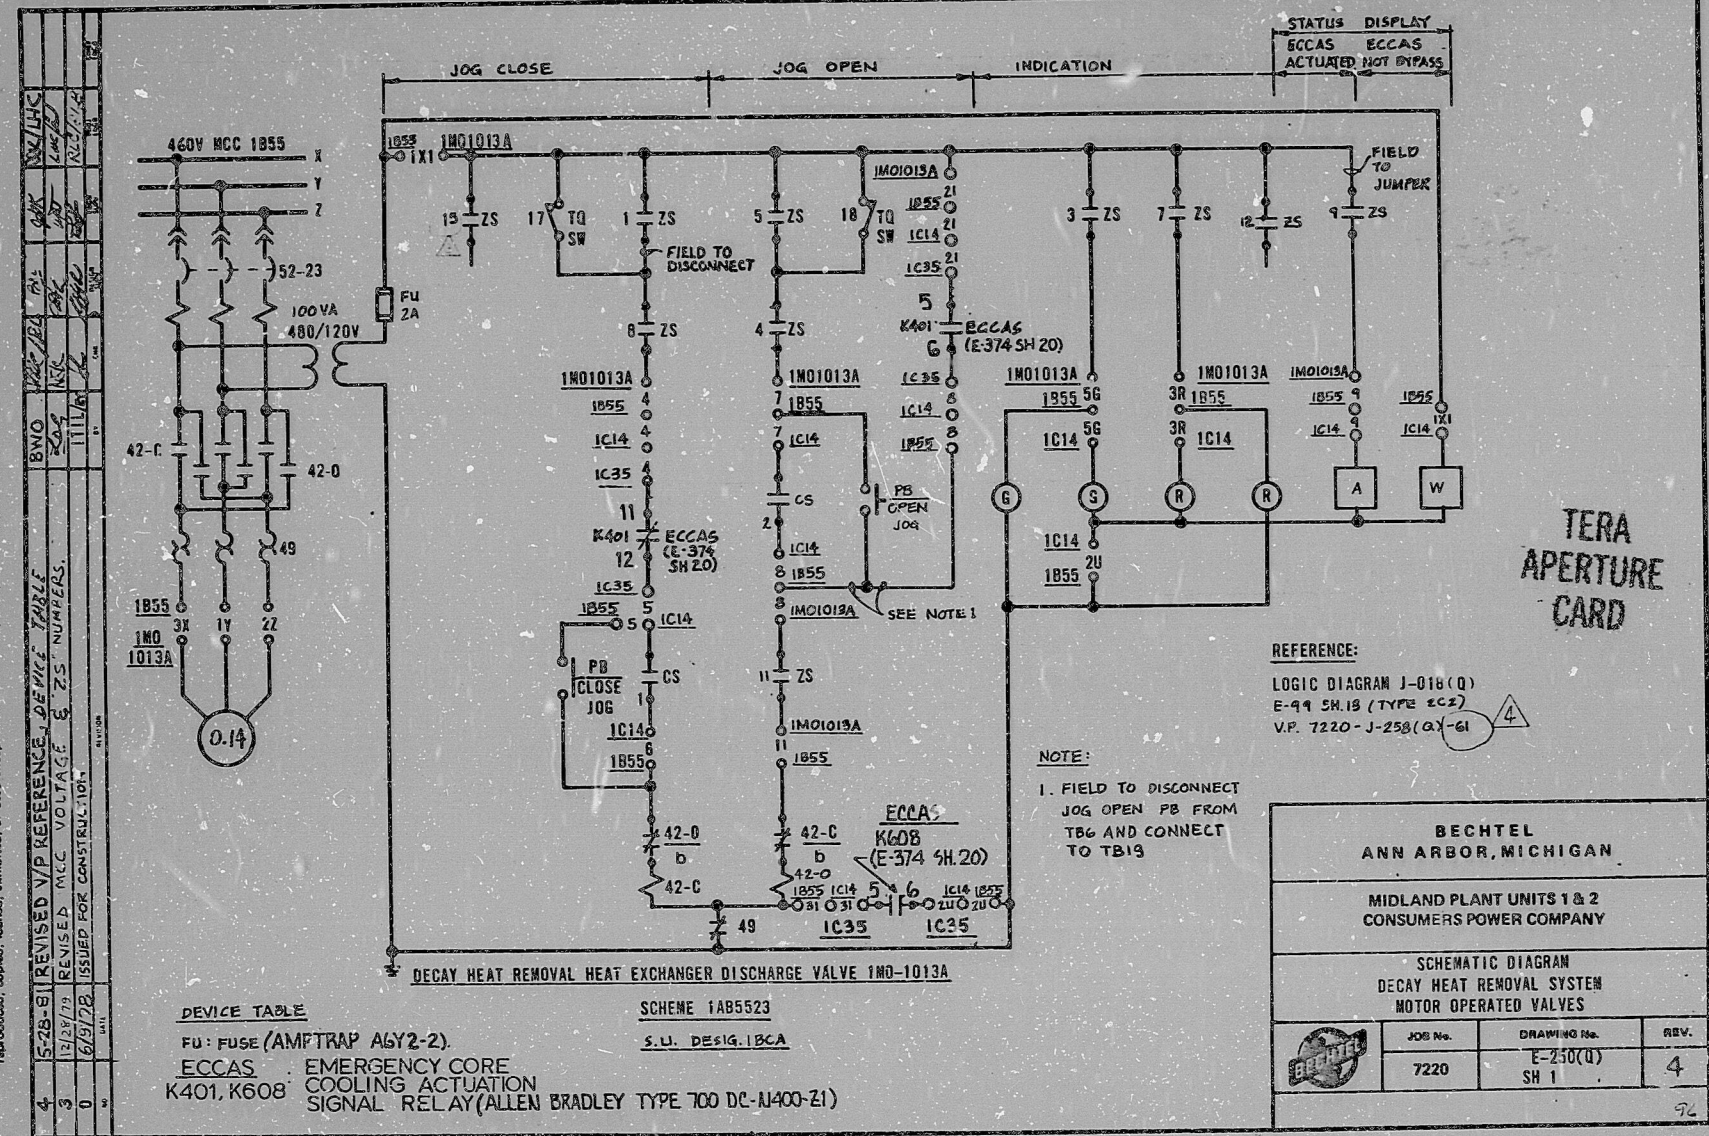 STATUS DISPLAY
ECCAS ECCAS
ACTUATED NOT BYPASS
JOG CLOSE
JOG OPEN
INDICATION
460V MCC 1B55
X
Y
Z
1B55
1X1
1MO1013A
52-23
100VA
480/120V
FU
2A
15 ZS
17 TQ
SW
1 ZS
FIELD TO
DISCONNECT
5 ZS
18 TQ
SW
1MO1013A
21
1B55
21
1C14
21
1C35
5
K401
6
ECCAS
(E-374 SH 20)
3 ZS
7 ZS
12 ZS
9 ZS
FIELD
TO
JUMPER
8 ZS
4 ZS
1MO1013A
4
1B55
4
1C14
4
1C35
11
K401
12
ECCAS
(E-374
SH 20)
1C35
5
1B55
5
1C14
PB
CLOSE
JOG
CS
1
1C14
6
1B55
42-O
b
42-C
1MO1013A
7
1B55
7
1C14
CS
2
1C14
8
1B55
8
1MO1013A
11 ZS
1MO1013A
11
1B55
42-C
b
42-O
PB
OPEN
JOG
1C35
8
1C14
8
1B55
SEE NOTE 1
1MO1013A
5G
1B55
5G
1C14
G
G
1C14
2U
1B55
1MO1013A
3R
1B55
3R
1C14
R
R
1MO1013A
1B55 9
1C14 9
A
1B55
1X1
1C14
W
42-C
42-O
49
1B55
3X 1Y 2Z
1MO
1013A
0.14
ECCAS
K608
(E-374 SH.20)
1B55 1C14 5 6 1C14 1B55
31 31 2U 2U
1C35 1C35
49
DECAY HEAT REMOVAL HEAT EXCHANGER DISCHARGE VALVE 1MO-1013A
SCHEME 1AB5523
S.U. DESIG. 1BCA
DEVICE TABLE
FU: FUSE (AMPTRAP A6Y2-2).
ECCAS : EMERGENCY CORE
K401, K608 COOLING ACTUATION
SIGNAL RELAY (ALLEN BRADLEY TYPE 700 DC-N400-Z1)
TERA
APERTURE
CARD
REFERENCE:
LOGIC DIAGRAM J-018(Q)
E-99 SH.13 (TYPE 2C2)
V.P. 7220-J-258(Q)-61
4
NOTE:
1. FIELD TO DISCONNECT
JOG OPEN PB FROM
TB6 AND CONNECT
TO TB19
BECHTEL
ANN ARBOR, MICHIGAN
MIDLAND PLANT UNITS 1 & 2
CONSUMERS POWER COMPANY
SCHEMATIC DIAGRAM
DECAY HEAT REMOVAL SYSTEM
MOTOR OPERATED VALVES
BECHTEL
JOB No.
7220
DRAWING No.
E-250(Q)
SH 1
REV.
4
96
4 5-28-81 REVISED V/P REFERENCE, DEVICE TABLE
3 12/28/79 REVISED MCC VOLTAGE & ZS NUMBERS.
0 6/9/78 ISSUED FOR CONSTRUCTION.
NO DATE REVISION BY